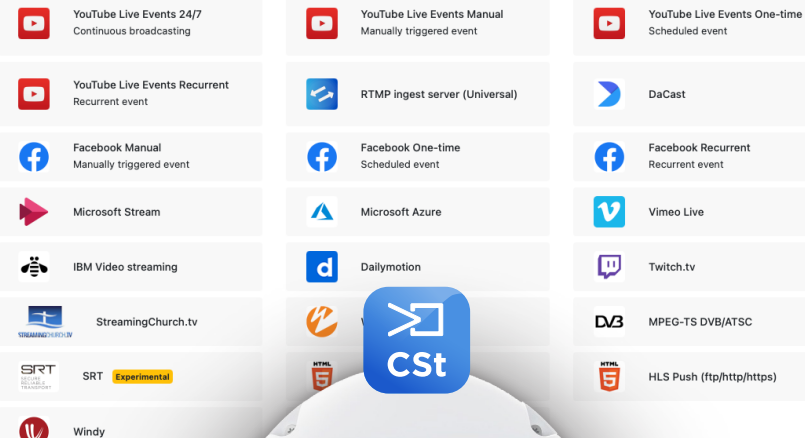 YouTube Live Events 24/7
Continuous broadcasting
YouTube Live Events Manual
Manually triggered event
YouTube Live Events One-time
Scheduled event
YouTube Live Events Recurrent
Recurrent event
RTMP ingest server (Universal)
DaCast
Facebook Manual
Manually triggered event
Facebook One-time
Scheduled event
Facebook Recurrent
Recurrent event
Microsoft Stream
Microsoft Azure
Vimeo Live
IBM Video streaming
Dailymotion
Twitch.tv
STREAMINGCHURCH.TV
StreamingChurch.tv
CSt
DVB
MPEG-TS DVB/ATSC
SRT
SECURE
RELIABLE
TRANSPORT
SRT
Experimental
HTML
5
HTML
5
HLS Push (ftp/http/https)
Windy